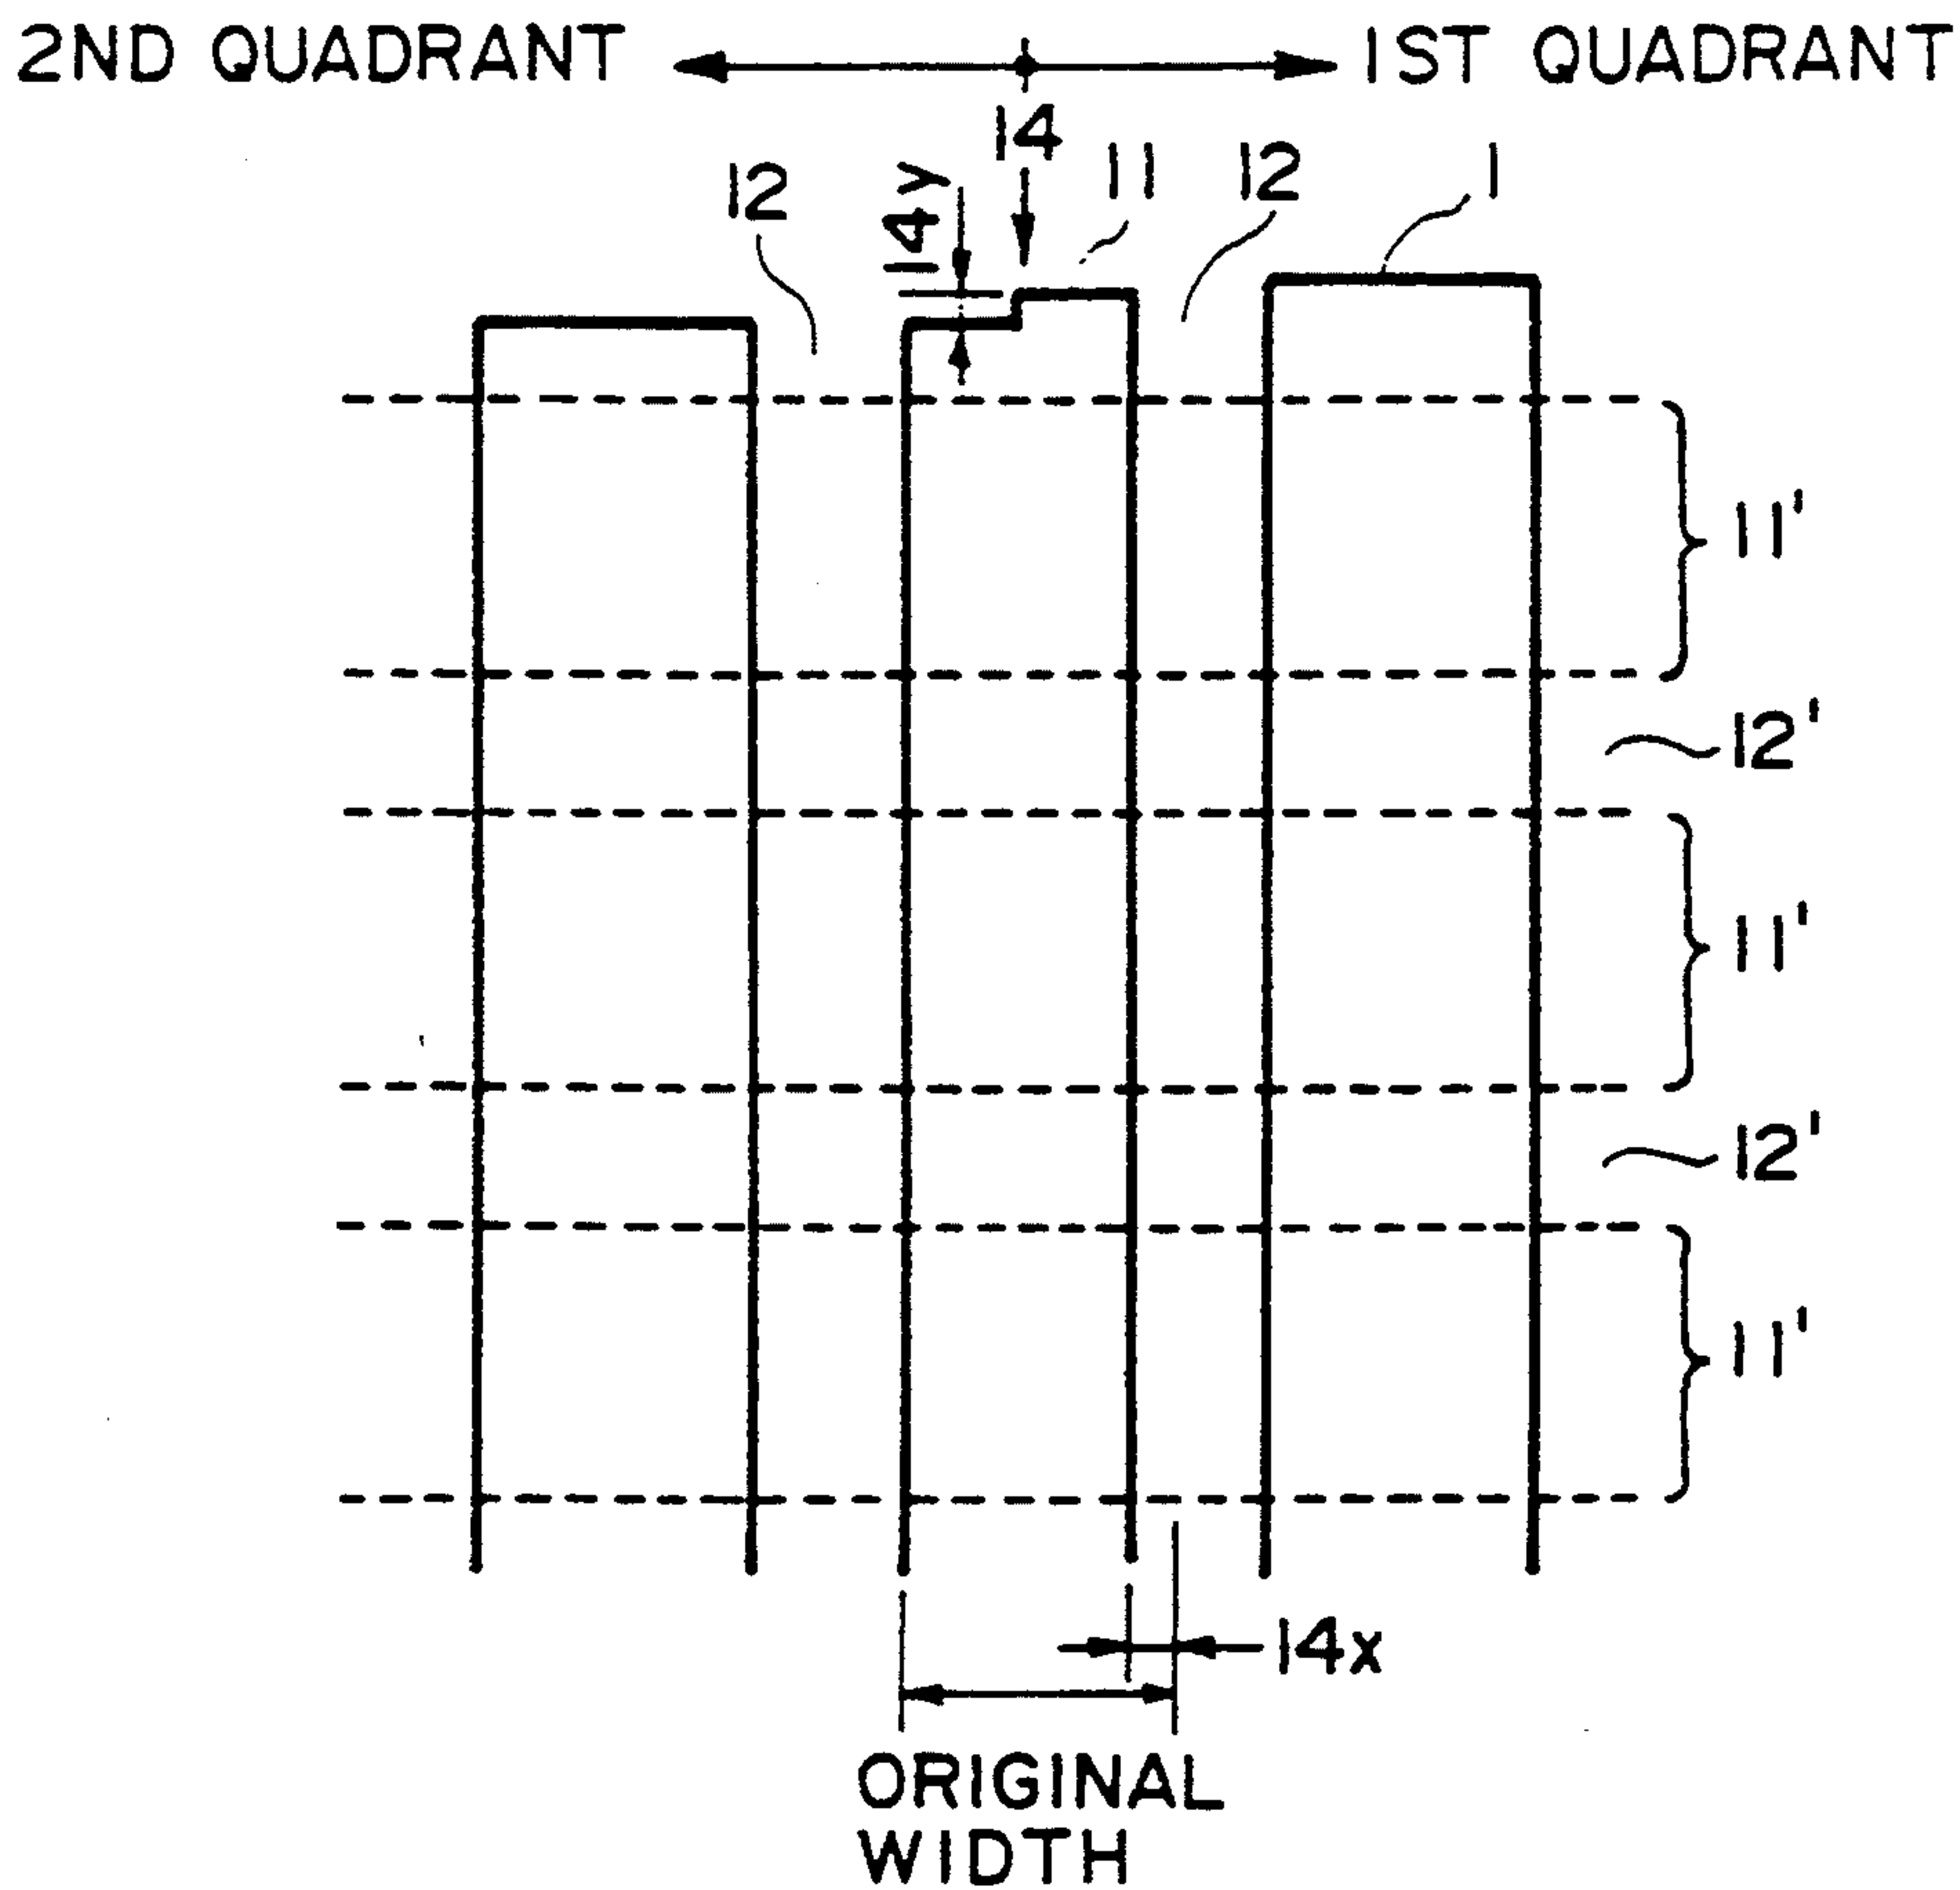 2ND QUADRANT 1ST QUADRANT
14
12 14y 11 12 1
11'
12'
11'
12'
11'
14x
ORIGINAL
WIDTH